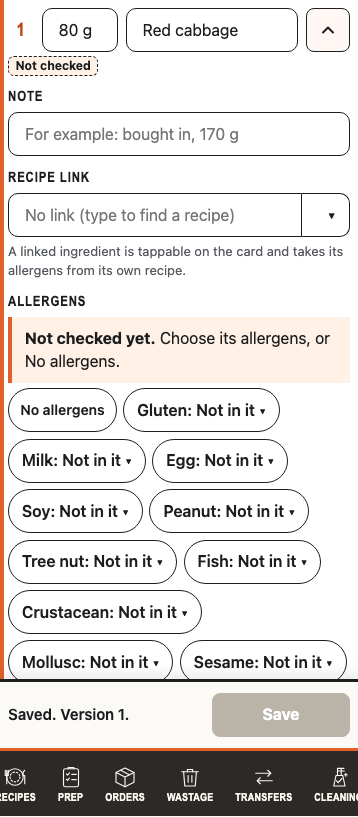 1 80 g Red cabbage
Not checked
NOTE
For example: bought in, 170 g
RECIPE LINK
No link (type to find a recipe) ▾
A linked ingredient is tappable on the card and takes its
allergens from its own recipe.
ALLERGENS
Not checked yet. Choose its allergens, or
No allergens.
No allergens Gluten: Not in it ▾
Milk: Not in it ▾ Egg: Not in it ▾
Soy: Not in it ▾ Peanut: Not in it ▾
Tree nut: Not in it ▾ Fish: Not in it ▾
Crustacean: Not in it ▾
Mollusc: Not in it ▾ Sesame: Not in it ▾
Saved. Version 1. Save
ECIPES PREP ORDERS WASTAGE TRANSFERS CLEANIN